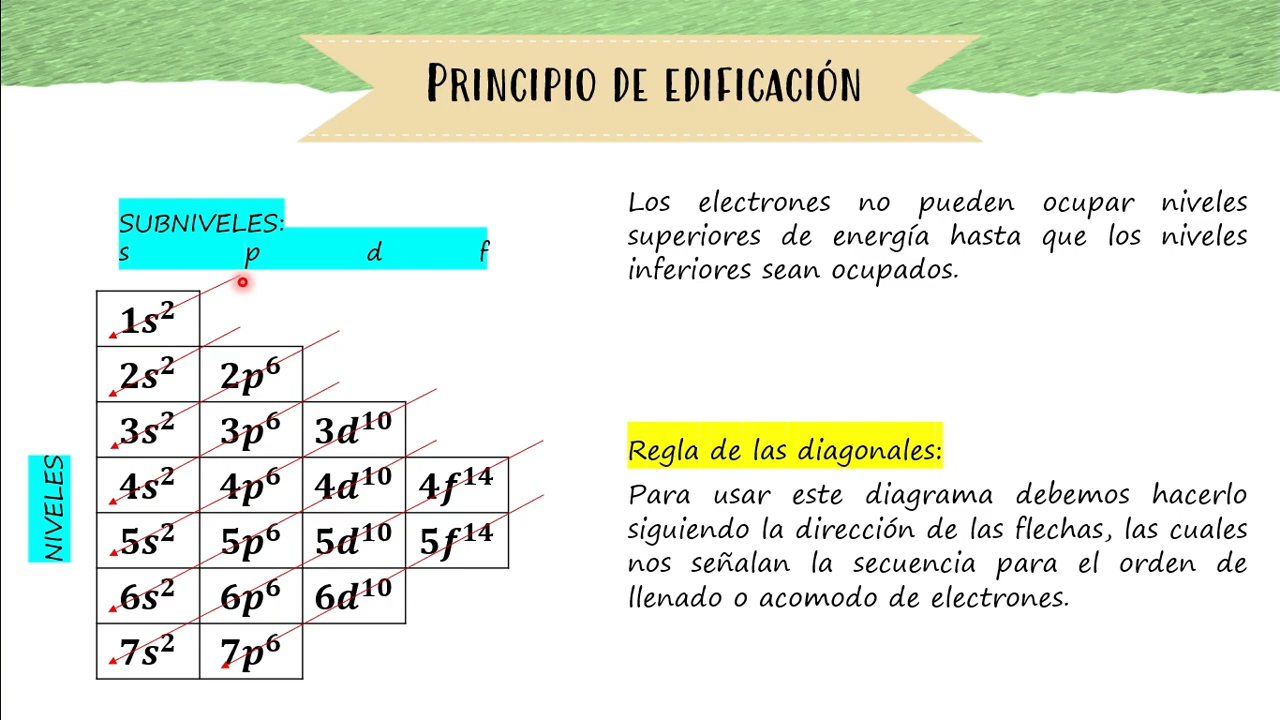 PRINCIPIO DE EDIFICACIÓN
SUBNIVELES:
s p d f
NIVELES
1s²
2s² 2p⁶
3s² 3p⁶ 3d¹⁰
4s² 4p⁶ 4d¹⁰ 4f¹⁴
5s² 5p⁶ 5d¹⁰ 5f¹⁴
6s² 6p⁶ 6d¹⁰
7s² 7p⁶
Los electrones no pueden ocupar niveles
superiores de energía hasta que los niveles
inferiores sean ocupados.
Regla de las diagonales:
Para usar este diagrama debemos hacerlo
siguiendo la dirección de las flechas, las cuales
nos señalan la secuencia para el orden de
llenado o acomodo de electrones.